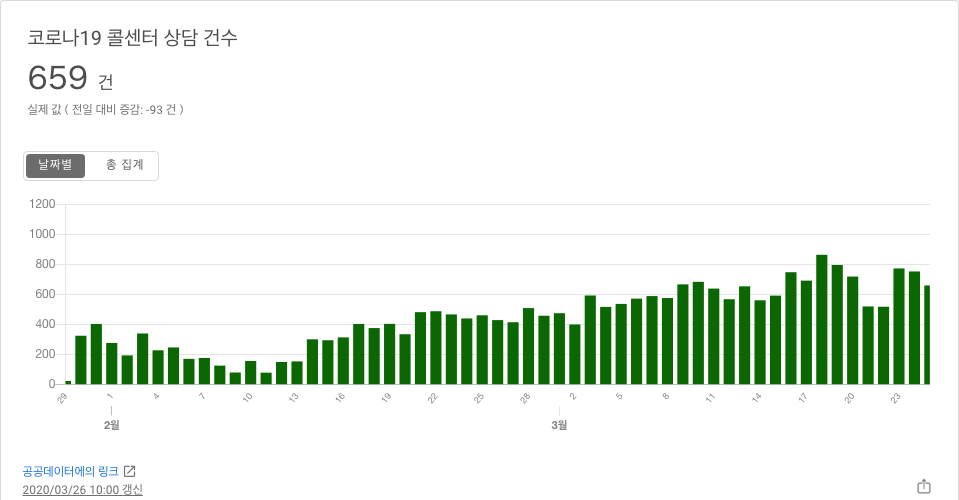 코로나19 콜센터 상담 건수
659 건
실제 값 ( 전일 대비 증감: -93 건 )
날짜별 총 집계
1200
1000
800
600
400
200
0
29 1 4 7 10 13 16 19 22 25 28 2 5 8 11 14 17 20 23
2월 3월
공공데이터에의 링크
2020/03/26 10:00 갱신